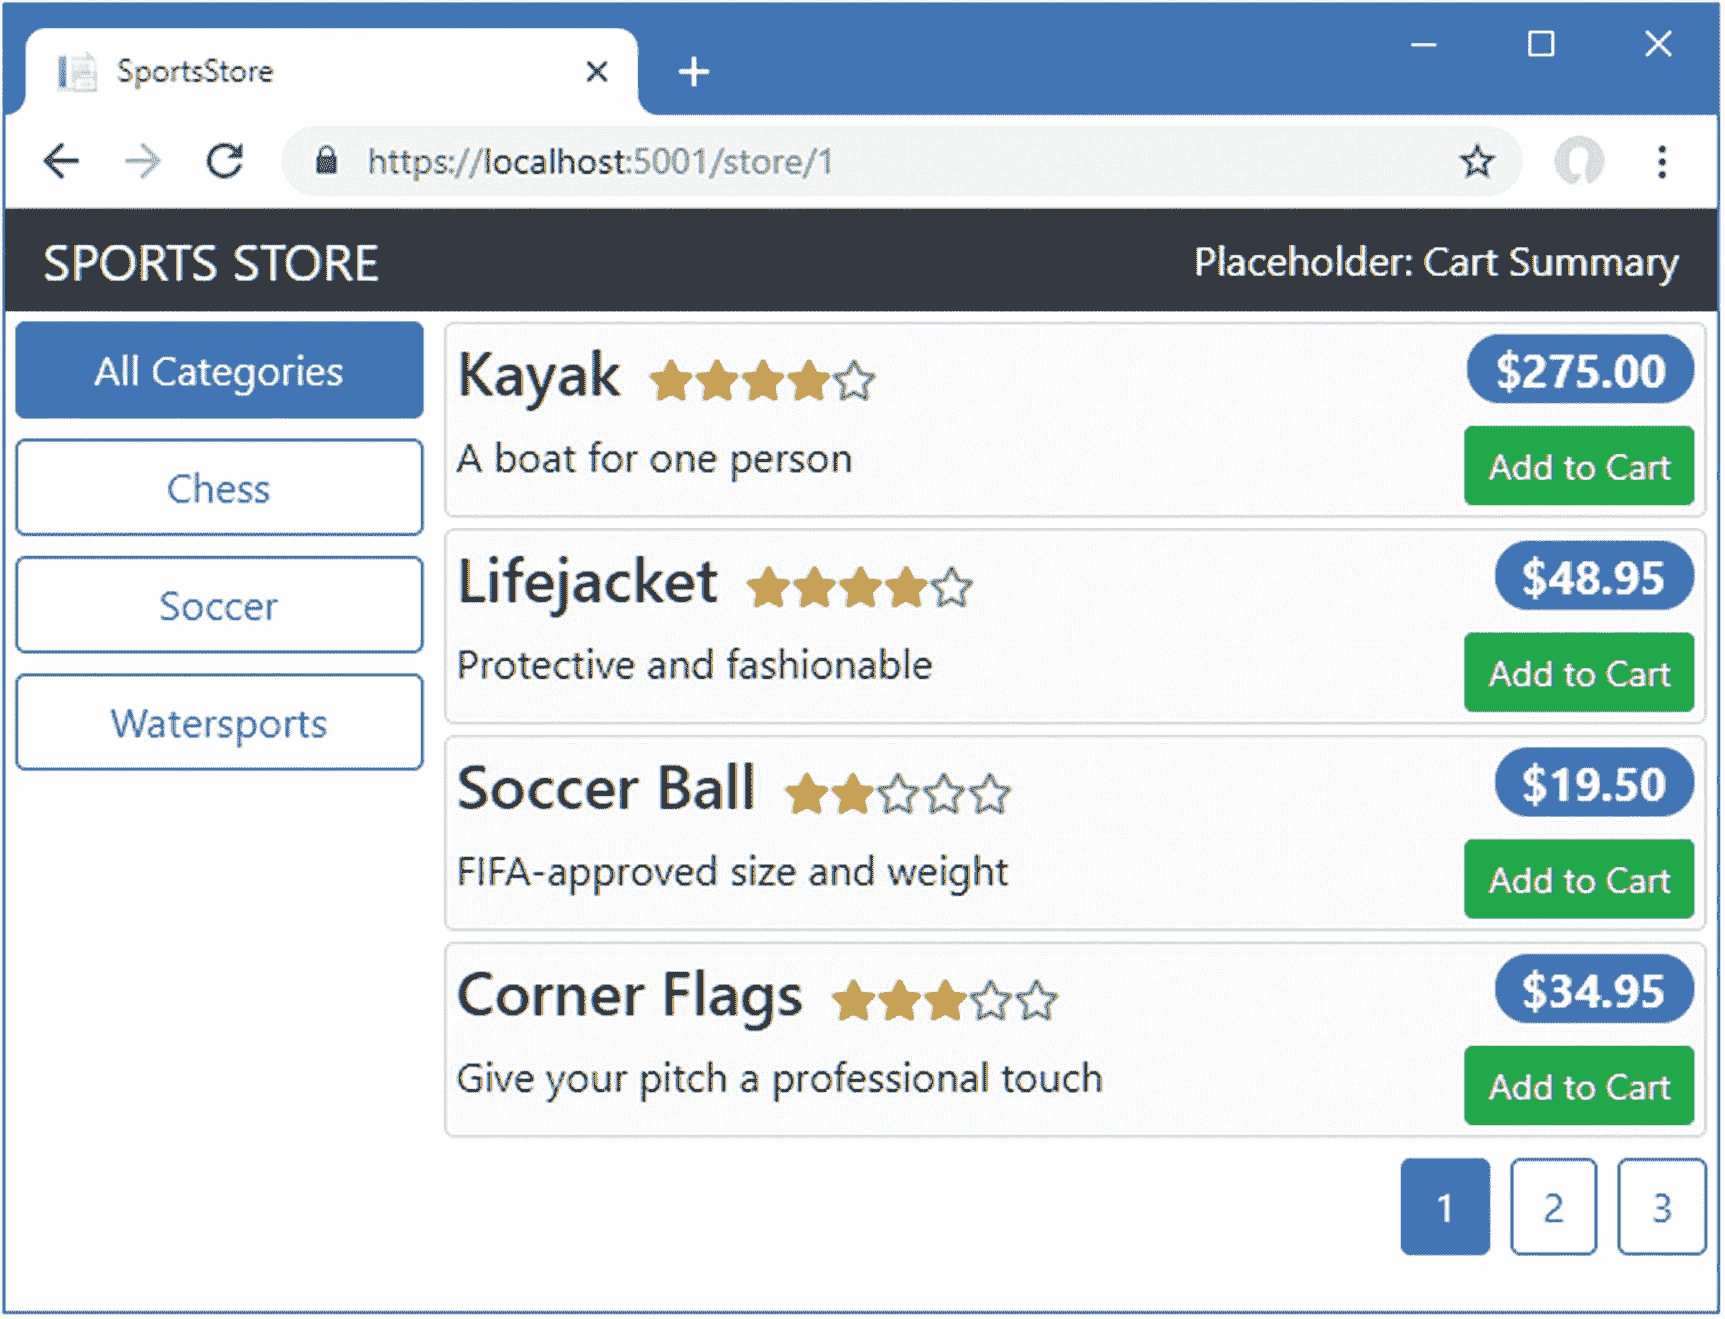 SportsStore
https://localhost:5001/store/1
SPORTS STORE
Placeholder: Cart Summary
All Categories
Chess
Soccer
Watersports
Kayak
$275.00
A boat for one person
Add to Cart
Lifejacket
$48.95
Protective and fashionable
Add to Cart
Soccer Ball
$19.50
FIFA-approved size and weight
Add to Cart
Corner Flags
$34.95
Give your pitch a professional touch
Add to Cart
1 2 3